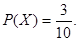 P(X) = 3/10.